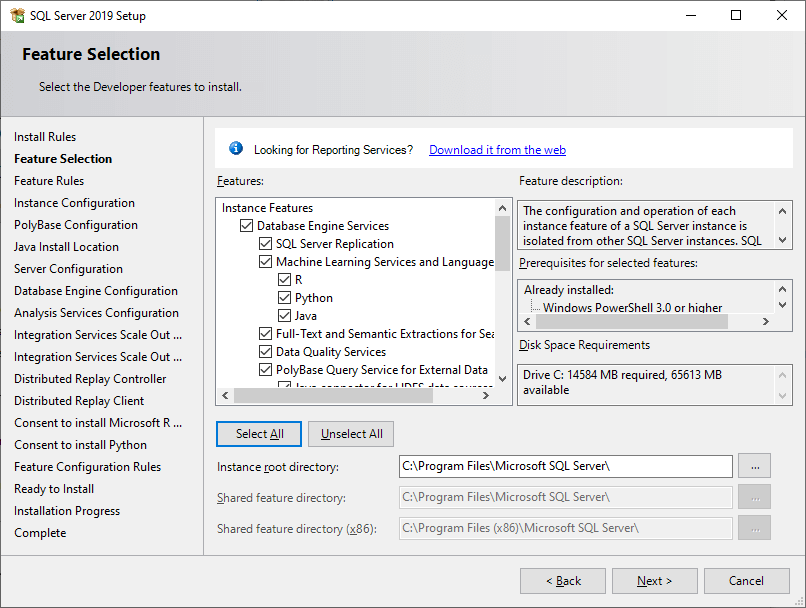 SQL Server 2019 Setup
Feature Selection
Select the Developer features to install.
Install Rules
Feature Selection
Feature Rules
Instance Configuration
PolyBase Configuration
Java Install Location
Server Configuration
Database Engine Configuration
Analysis Services Configuration
Integration Services Scale Out ...
Integration Services Scale Out ...
Distributed Replay Controller
Distributed Replay Client
Consent to install Microsoft R ...
Consent to install Python
Feature Configuration Rules
Ready to Install
Installation Progress
Complete
Looking for Reporting Services? Download it from the web
Features:
Instance Features
Database Engine Services
SQL Server Replication
Machine Learning Services and Language
R
Python
Java
Full-Text and Semantic Extractions for Sea
Data Quality Services
PolyBase Query Service for External Data
Java connector for HDFS data sources
Feature description:
The configuration and operation of each
instance feature of a SQL Server instance is
isolated from other SQL Server instances. SQL
Prerequisites for selected features:
Already installed:
Windows PowerShell 3.0 or higher
Disk Space Requirements
Drive C: 14584 MB required, 65613 MB
available
Select All
Unselect All
Instance root directory: C:\Program Files\Microsoft SQL Server\ ...
Shared feature directory: C:\Program Files\Microsoft SQL Server\ ...
Shared feature directory (x86): C:\Program Files (x86)\Microsoft SQL Server\ ...
< Back
Next >
Cancel